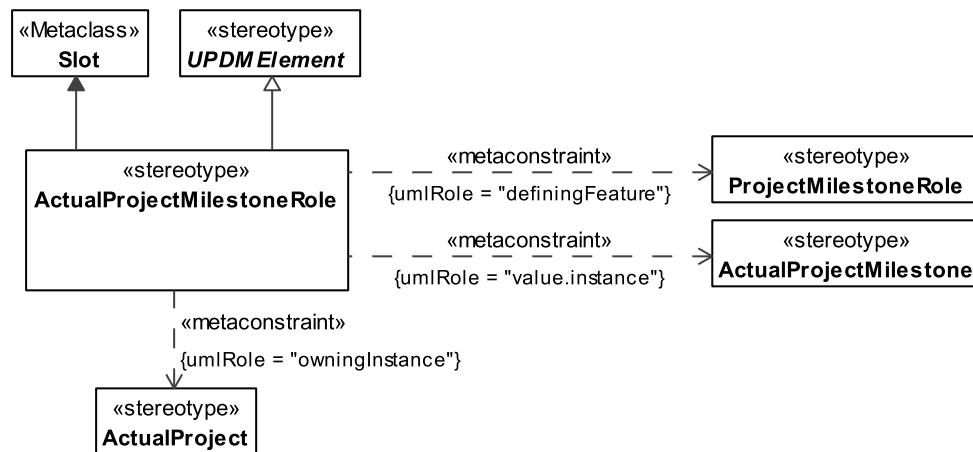 «Metaclass»
Slot
«stereotype»
UPDMElement
«stereotype»
ActualProjectMilestoneRole
«metaconstraint»
{umlRole = "definingFeature"}
«stereotype»
ProjectMilestoneRole
«metaconstraint»
{umlRole = "value.instance"}
«stereotype»
ActualProjectMilestone
«metaconstraint»
{umlRole = "owningInstance"}
«stereotype»
ActualProject